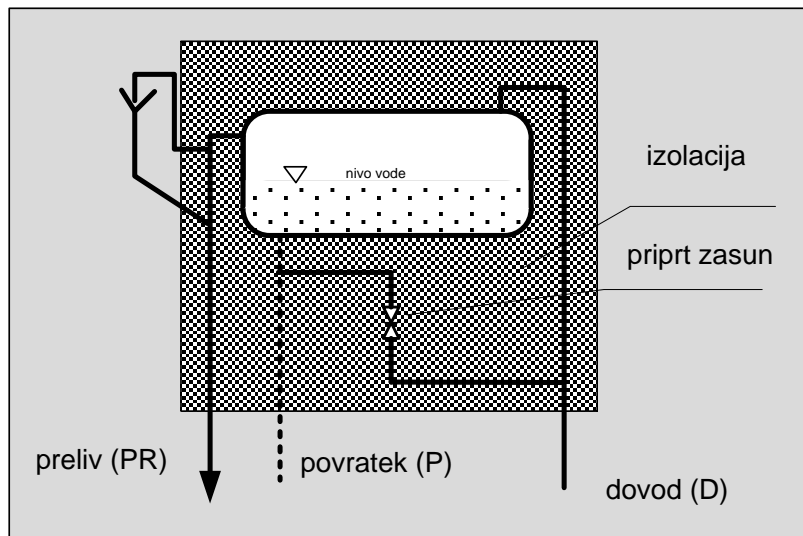 izolacija
nivo vode
priprt zasun
preliv (PR)
povratek (P)
dovod (D)